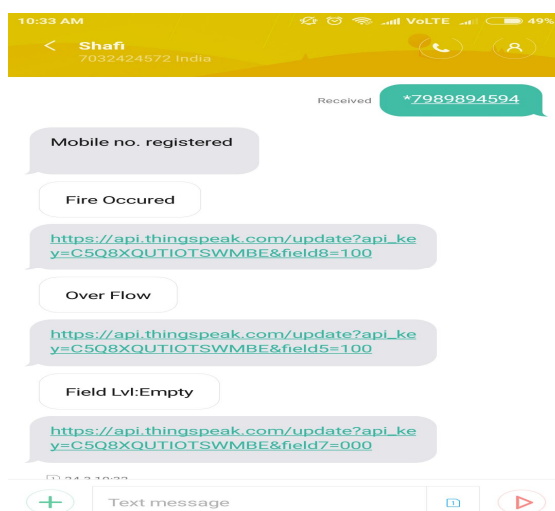 10:33 AM VoLTE 49%
Shafi
7032424572 India
Received *7989894594
Mobile no. registered
Fire Occured
https://api.thingspeak.com/update?api_ke
y=C5Q8XQUTIOTSWMBE&field8=100
Over Flow
https://api.thingspeak.com/update?api_ke
y=C5Q8XQUTIOTSWMBE&field5=100
Field Lvl:Empty
https://api.thingspeak.com/update?api_ke
y=C5Q8XQUTIOTSWMBE&field7=000
Text message